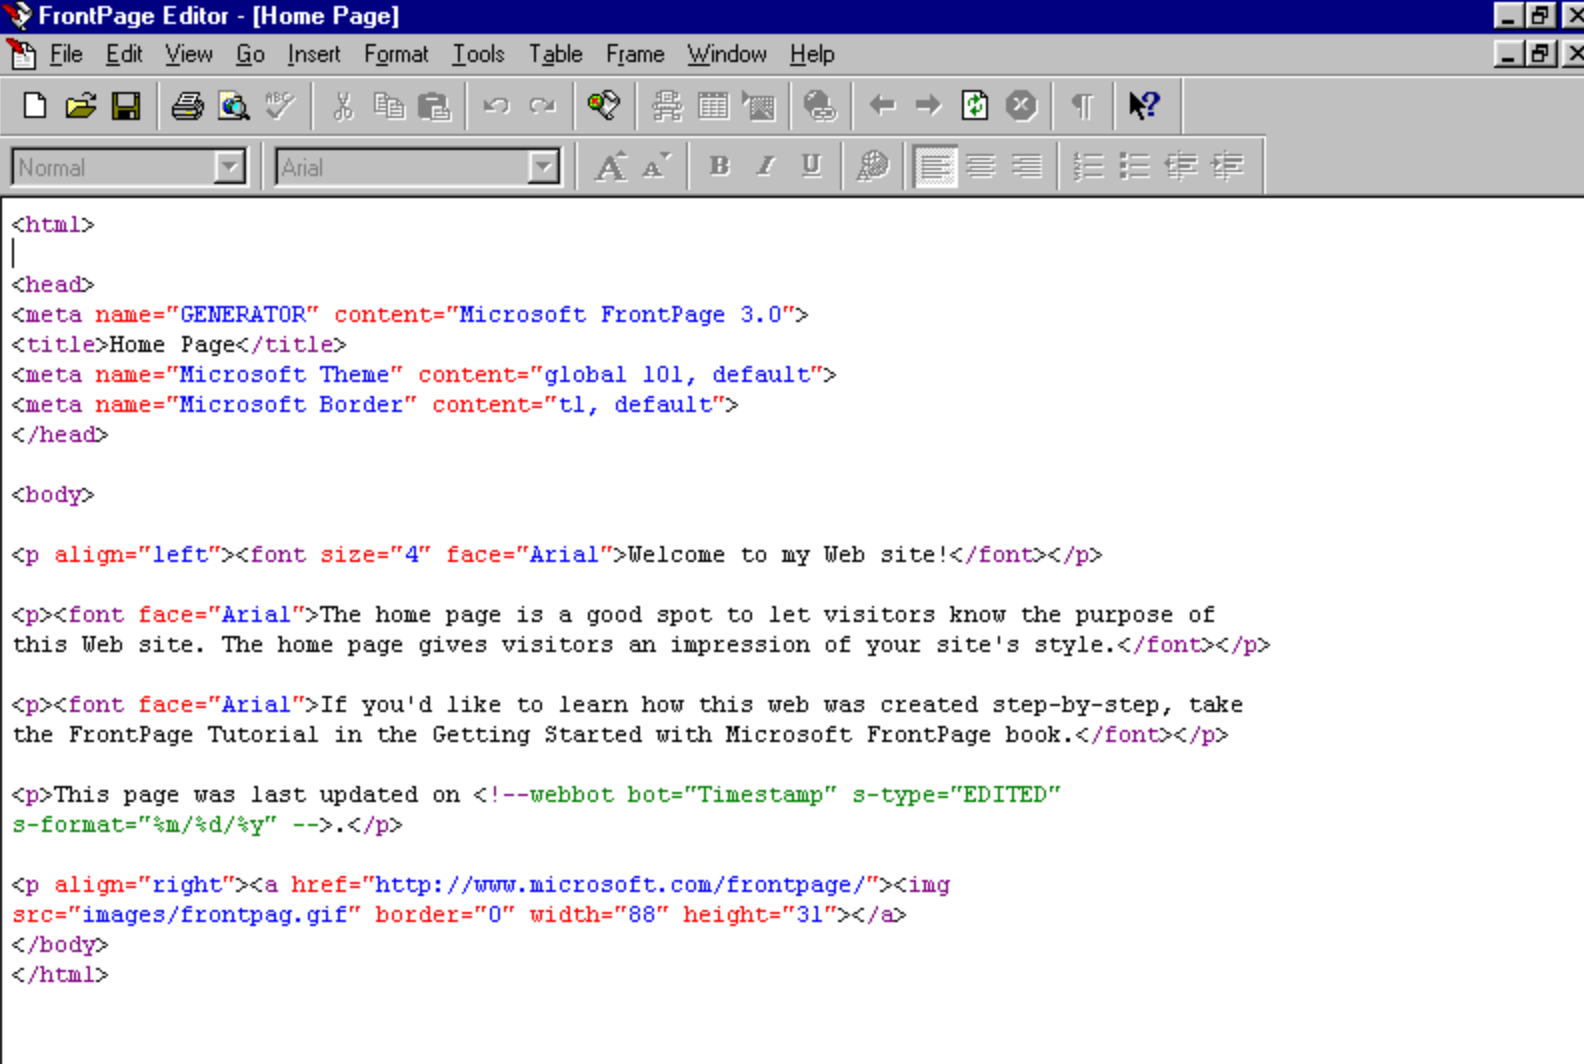 FrontPage Editor - [Home Page]
File Edit View Go Insert Format Tools Table Frame Window Help
ABC
Normal Arial A A B I U
<html>
<head>
<meta name="GENERATOR" content="Microsoft FrontPage 3.0">
<title>Home Page</title>
<meta name="Microsoft Theme" content="global 101, default">
<meta name="Microsoft Border" content="tl, default">
</head>
<body>
<p align="left"><font size="4" face="Arial">Welcome to my Web site!</font></p>
<p><font face="Arial">The home page is a good spot to let visitors know the purpose of
this Web site. The home page gives visitors an impression of your site's style.</font></p>
<p><font face="Arial">If you'd like to learn how this web was created step-by-step, take
the FrontPage Tutorial in the Getting Started with Microsoft FrontPage book.</font></p>
<p>This page was last updated on <!--webbot bot="Timestamp" s-type="EDITED"
s-format="%m/%d/%y" -->.</p>
<p align="right"><a href="http://www.microsoft.com/frontpage/"><img
src="images/frontpag.gif" border="0" width="88" height="31"></a>
</body>
</html>